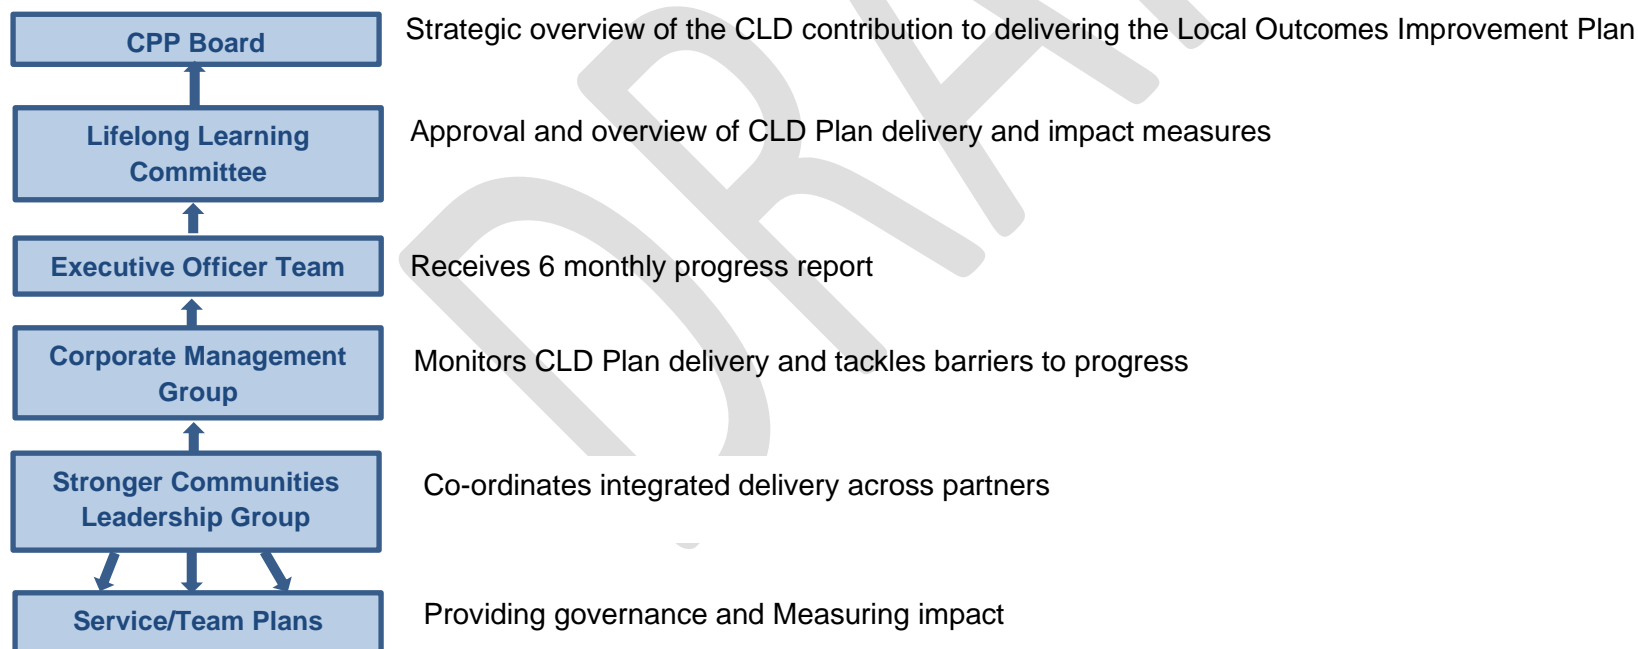 CPP Board
Strategic overview of the CLD contribution to delivering the Local Outcomes Improvement Plan
Lifelong Learning
Committee
Approval and overview of CLD Plan delivery and impact measures
Executive Officer Team
Receives 6 monthly progress report
Corporate Management
Group
Monitors CLD Plan delivery and tackles barriers to progress
Stronger Communities
Leadership Group
Co-ordinates integrated delivery across partners
Service/Team Plans
Providing governance and Measuring impact